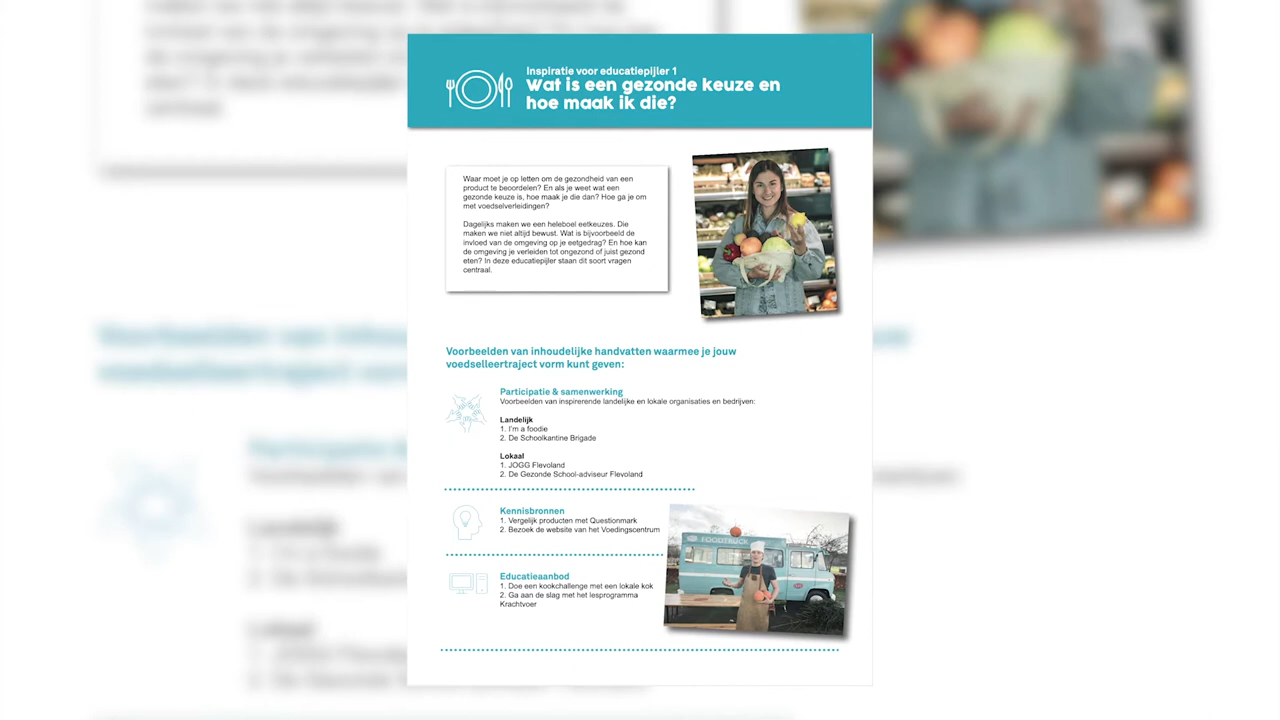 Inspiratie voor educatiepijler 1
Wat is een gezonde keuze en
hoe maak ik die?
Waar moet je op letten om de gezondheid van een
product te beoordelen? En als je weet wat een
gezonde keuze is, hoe maak je die dan? Hoe ga je om
met voedselverleidingen?
Dagelijks maken we een heleboel eetkeuzes. Die
maken we niet altijd bewust. Wat is bijvoorbeeld de
invloed van de omgeving op je eetgedrag? En hoe kan
de omgeving je verleiden tot ongezond of juist gezond
eten? In deze educatiepijler staan dit soort vragen
centraal.
Voorbeelden van inhoudelijke handvatten waarmee je jouw
voedselleertraject vorm kunt geven:
Participatie & samenwerking
Voorbeelden van inspirerende landelijke en lokale organisaties en bedrijven:
Landelijk
1. I'm a foodie
2. De Schoolkantine Brigade
Lokaal
1. JOGG Flevoland
2. De Gezonde School-adviseur Flevoland
Kennisbronnen
1. Vergelijk producten met Questionmark
2. Bezoek de website van het Voedingscentrum
Educatieaanbod
1. Doe een kookchallenge met een lokale kok
2. Ga aan de slag met het lesprogramma
Krachtvoer
FOODTRUCK